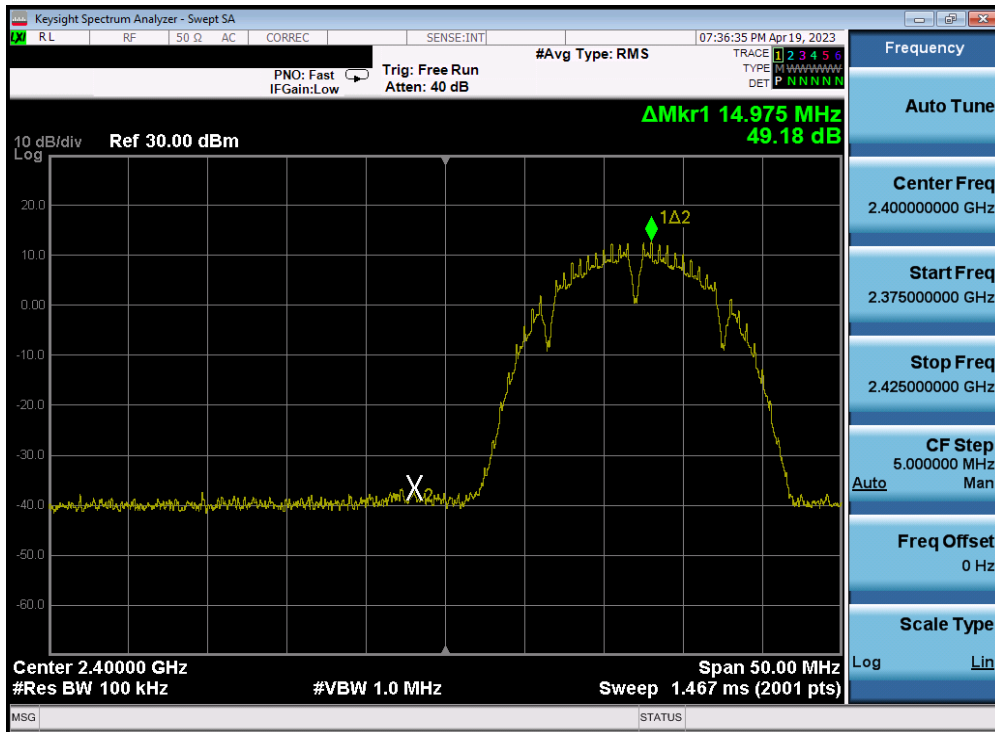 Keysight Spectrum Analyzer - Swept SA
LXI RL RF 50 Ω AC CORREC SENSE:INT 07:36:35 PM Apr 19, 2023
#Avg Type: RMS
TRACE 1 2 3 4 5 6
TYPE M WWWWW
DET P N N N N N
PNO: Fast Trig: Free Run
IFGain:Low Atten: 40 dB
ΔMkr1 14.975 MHz
49.18 dB
10 dB/div Ref 30.00 dBm
Log
20.0
10.0
0.00
-10.0
-20.0
-30.0
-40.0
-50.0
-60.0
1Δ2
X2
Center 2.40000 GHz Span 50.00 MHz
#Res BW 100 kHz #VBW 1.0 MHz Sweep 1.467 ms (2001 pts)
MSG STATUS
Frequency
Auto Tune
Center Freq
2.400000000 GHz
Start Freq
2.375000000 GHz
Stop Freq
2.425000000 GHz
CF Step
5.000000 MHz
Auto Man
Freq Offset
0 Hz
Scale Type
Log Lin